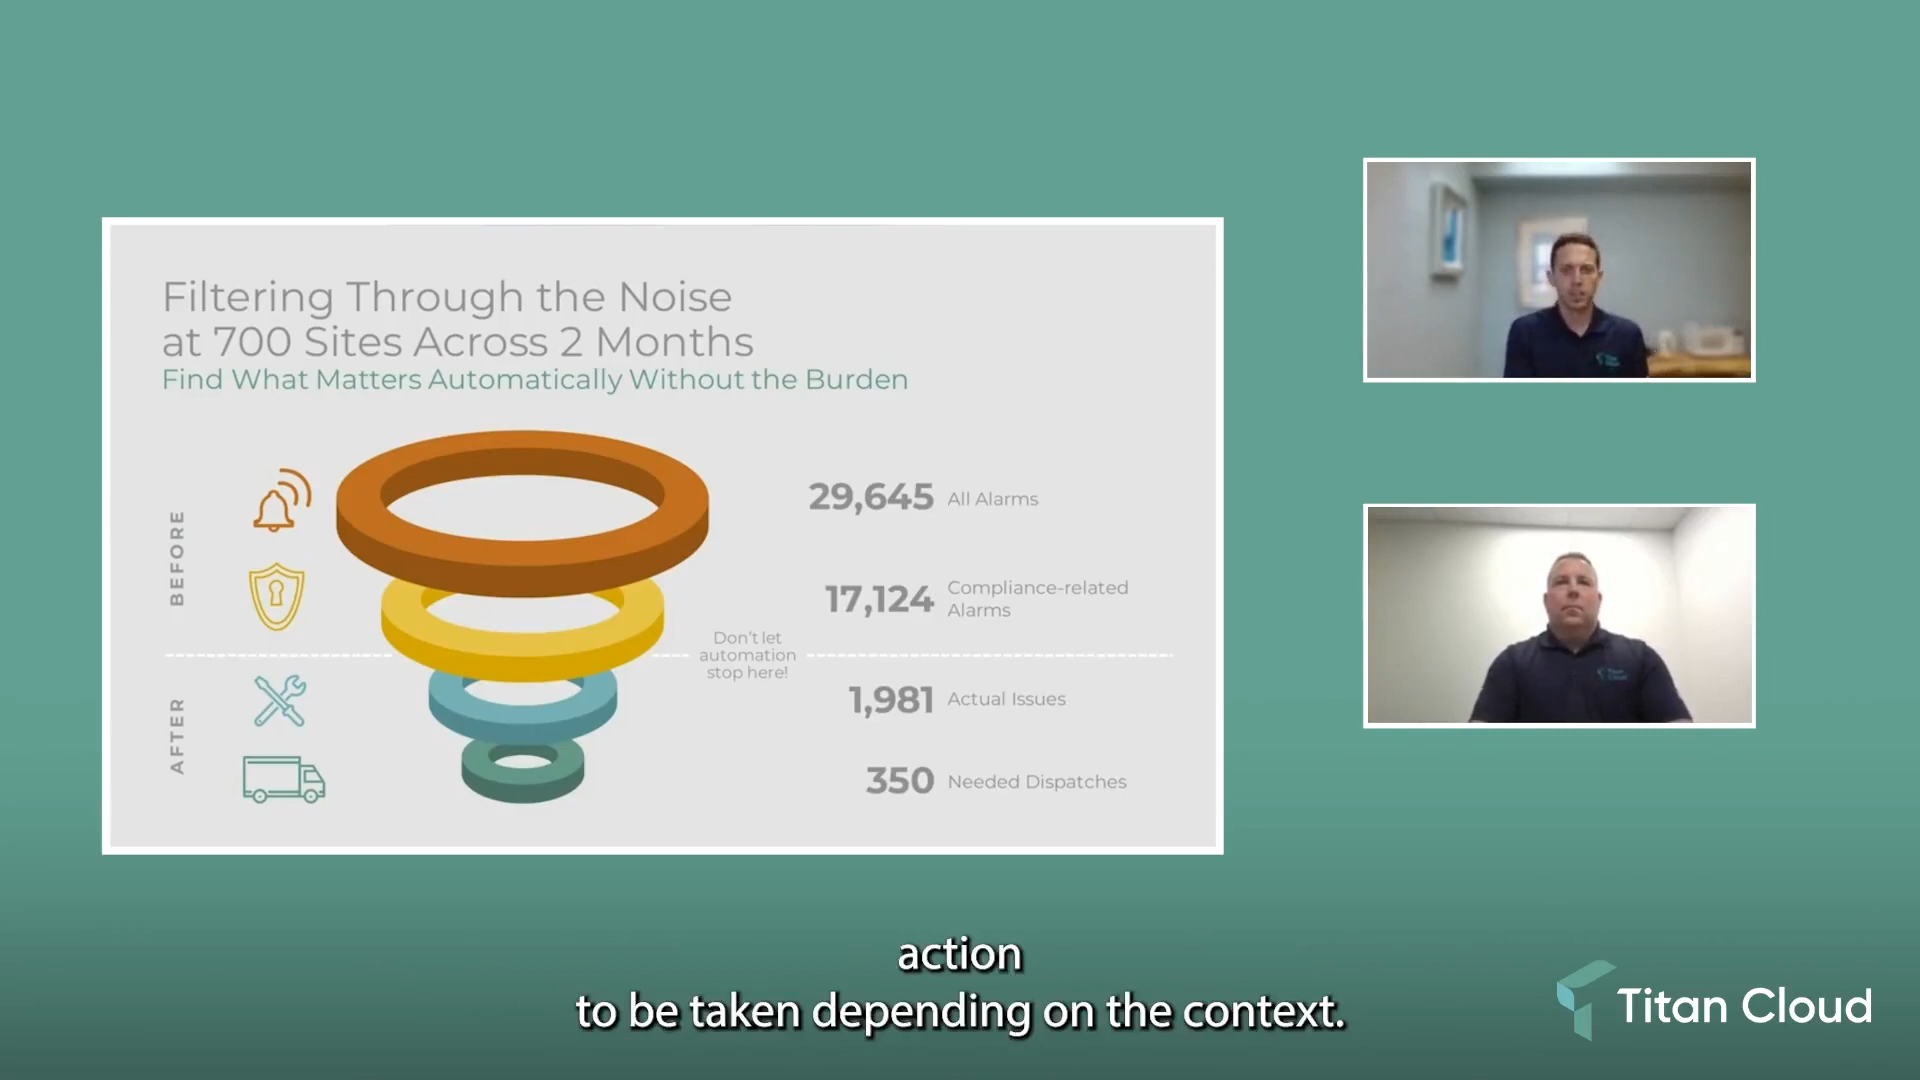 Filtering Through the Noise
at 700 Sites Across 2 Months
Find What Matters Automatically Without the Burden
BEFORE
29,645 All Alarms
17,124 Compliance-related
Alarms
Don't let
automation
stop here!
AFTER
1,981 Actual Issues
350 Needed Dispatches
action
to be taken depending on the context.
Titan Cloud